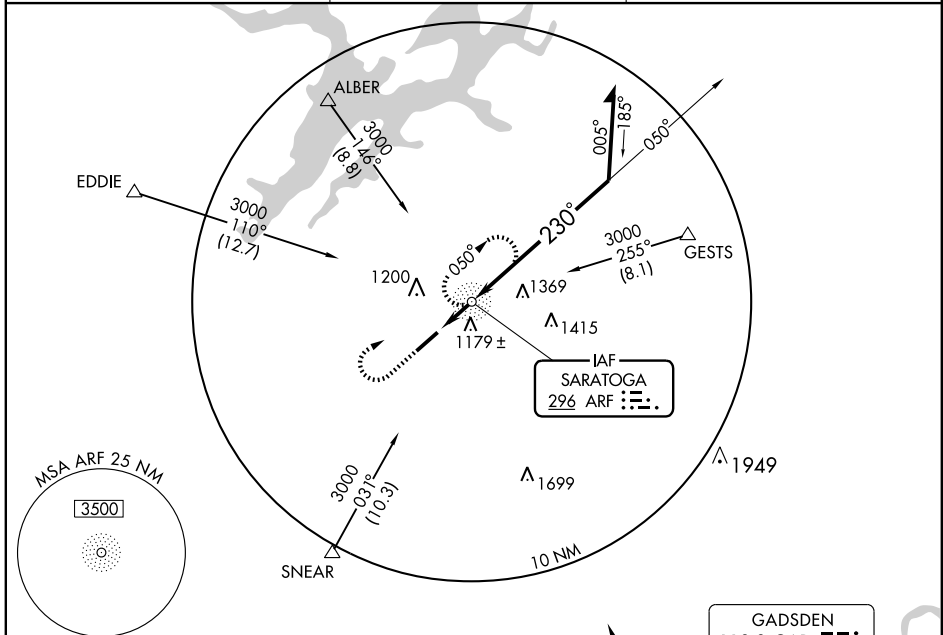 ALBER
3000
146°
(8.8)
005°
185°
050°
EDDIE
3000
110°
(12.7)
230°
3000
255°
(8.1)
GESTS
050°
1200
1369
1415
1179 ±
IAF
SARATOGA
296 ARF
MSA ARF 25 NM
3500
3000
031°
(10.3)
SNEAR
1699
1949
10 NM
GADSDEN